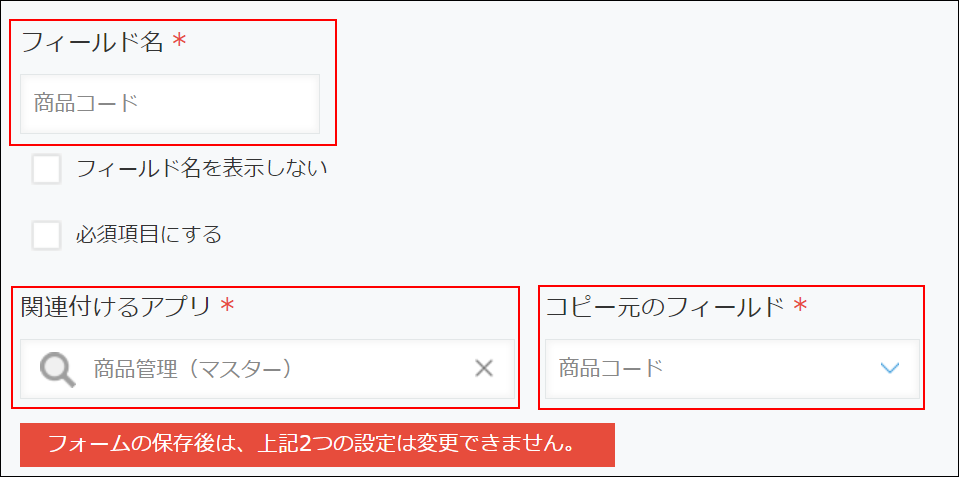 フィールド名 *
商品コード
フィールド名を表示しない
必須項目にする
関連付けるアプリ *
コピー元のフィールド *
商品管理（マスター）
商品コード
フォームの保存後は、上記2つの設定は変更できません。